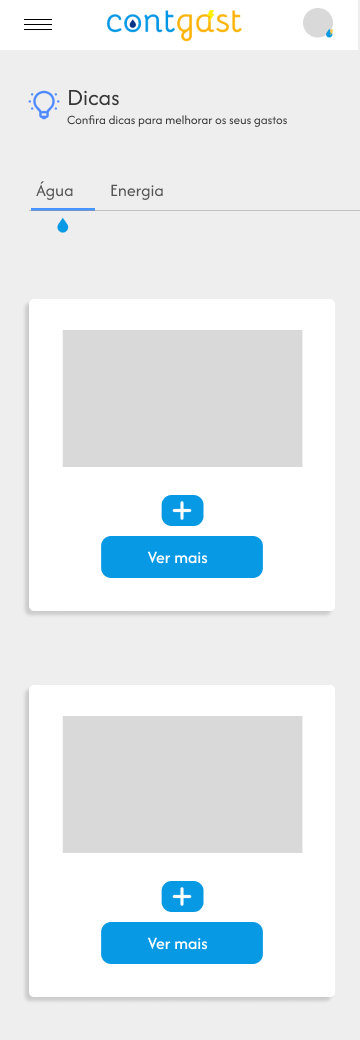 contgast
Dicas
Confira dicas para melhorar os seus gastos
Água Energia
Ver mais
Ver mais